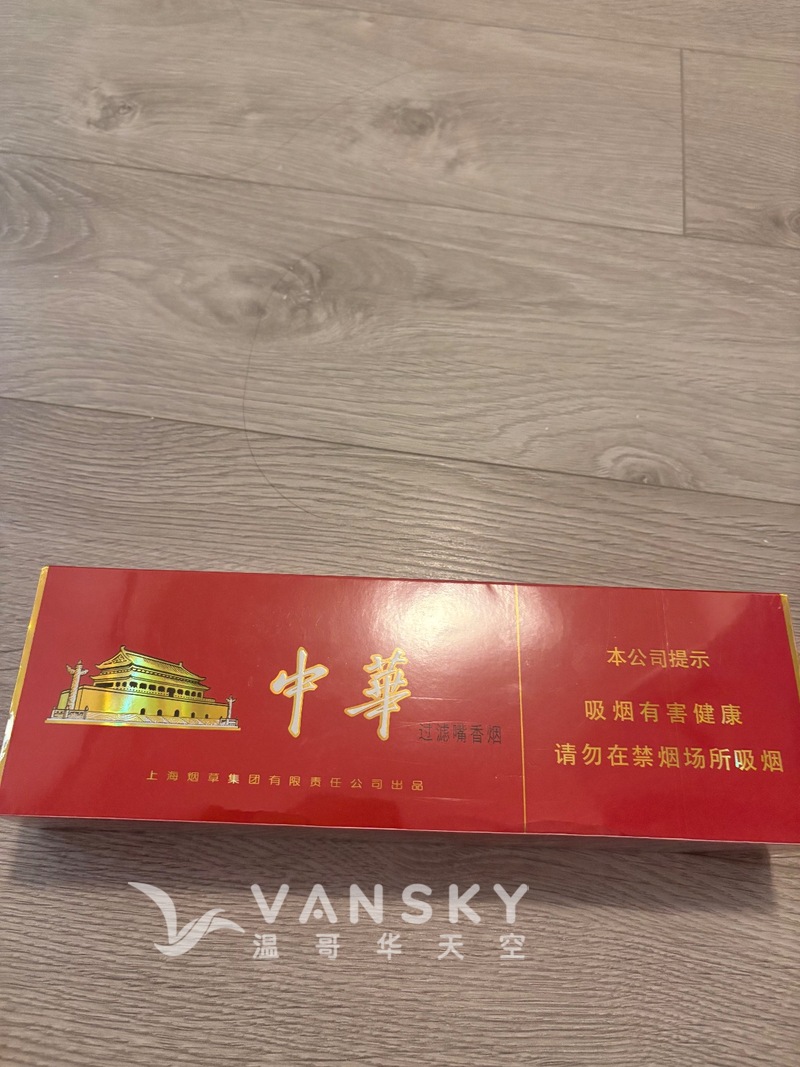 中華
过滤嘴香烟
上海烟草集团有限责任公司出品
本公司提示
吸烟有害健康
请勿在禁烟场所吸烟
VANSKY
温哥华天空